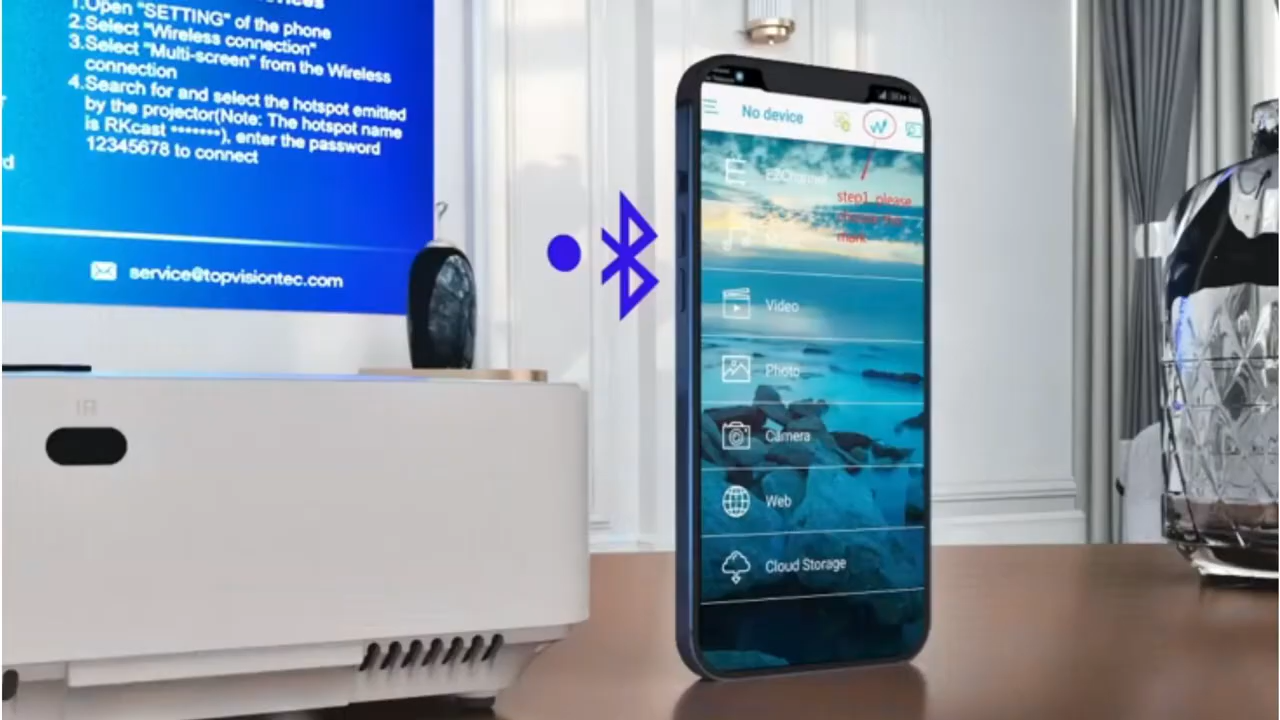 1.Open "SETTING" of the phone
2.Select "Wireless connection"
3.Select "Multi-screen" from the Wireless
connection
4.Search for and select the hotspot emitted
by the projector(Note: The hotspot name
is RKcast *******), enter the password
12345678 to connect
service@topvisiontec.com
IR
No device
step1 please
mark
Video
Photo
Camera
Web
Cloud Storage